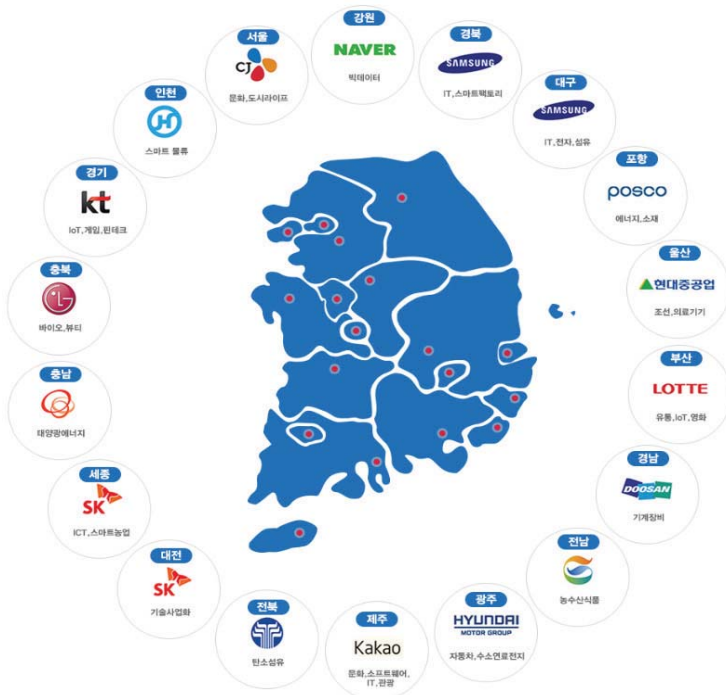 강원
NAVER
빅데이터
경북
SAMSUNG
IT,스마트팩토리
대구
SAMSUNG
IT,전자,섬유
포항
posco
에너지,소재
울산
현대중공업
조선,의료기기
부산
LOTTE
유통,IoT,영화
경남
DOOSAN
기계장비
전남
농수산식품
광주
HYUNDAI
MOTOR GROUP
자동차,수소연료전지
제주
Kakao
문화,소프트웨어,
IT,관광
전북
탄소섬유
대전
SK
기술사업화
세종
SK
ICT,스마트농업
충남
태양광에너지
충북
LG
바이오,뷰티
경기
kt
IoT,게임,핀테크
인천
스마트 물류
서울
CJ
문화,도시라이프